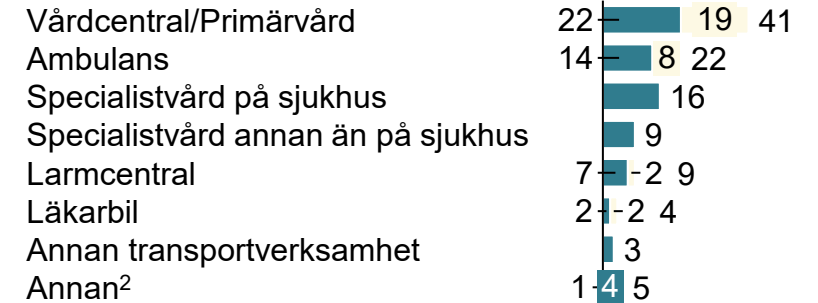 Vårdcentral/Primärvård 22 19 41
Ambulans 14 8 22
Specialistvård på sjukhus 16
Specialistvård annan än på sjukhus 9
Larmcentral 7 2 9
Läkarbil 2 2 4
Annan transportverksamhet 3
Annan² 1 4 5